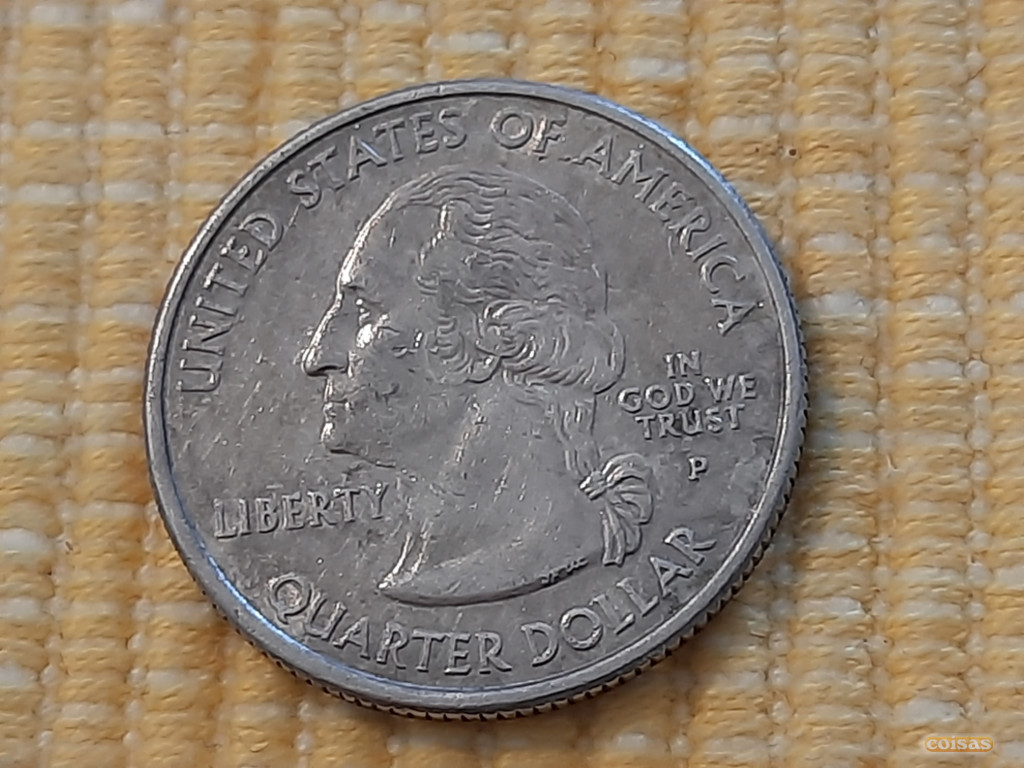 UNITED STATES OF AMERICA
IN
GOD WE
TRUST
P
LIBERTY
QUARTER DOLLAR
coisas